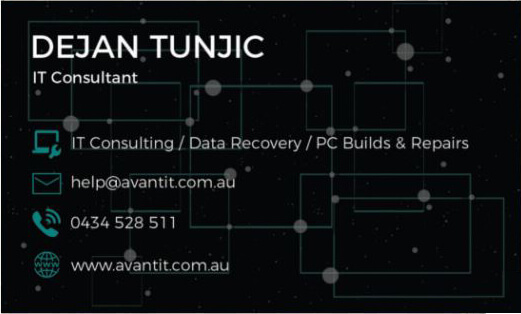 DEJAN TUNJIC
IT Consultant
IT Consulting / Data Recovery / PC Builds & Repairs
help@avantit.com.au
0434 528 511
www
www.avantit.com.au